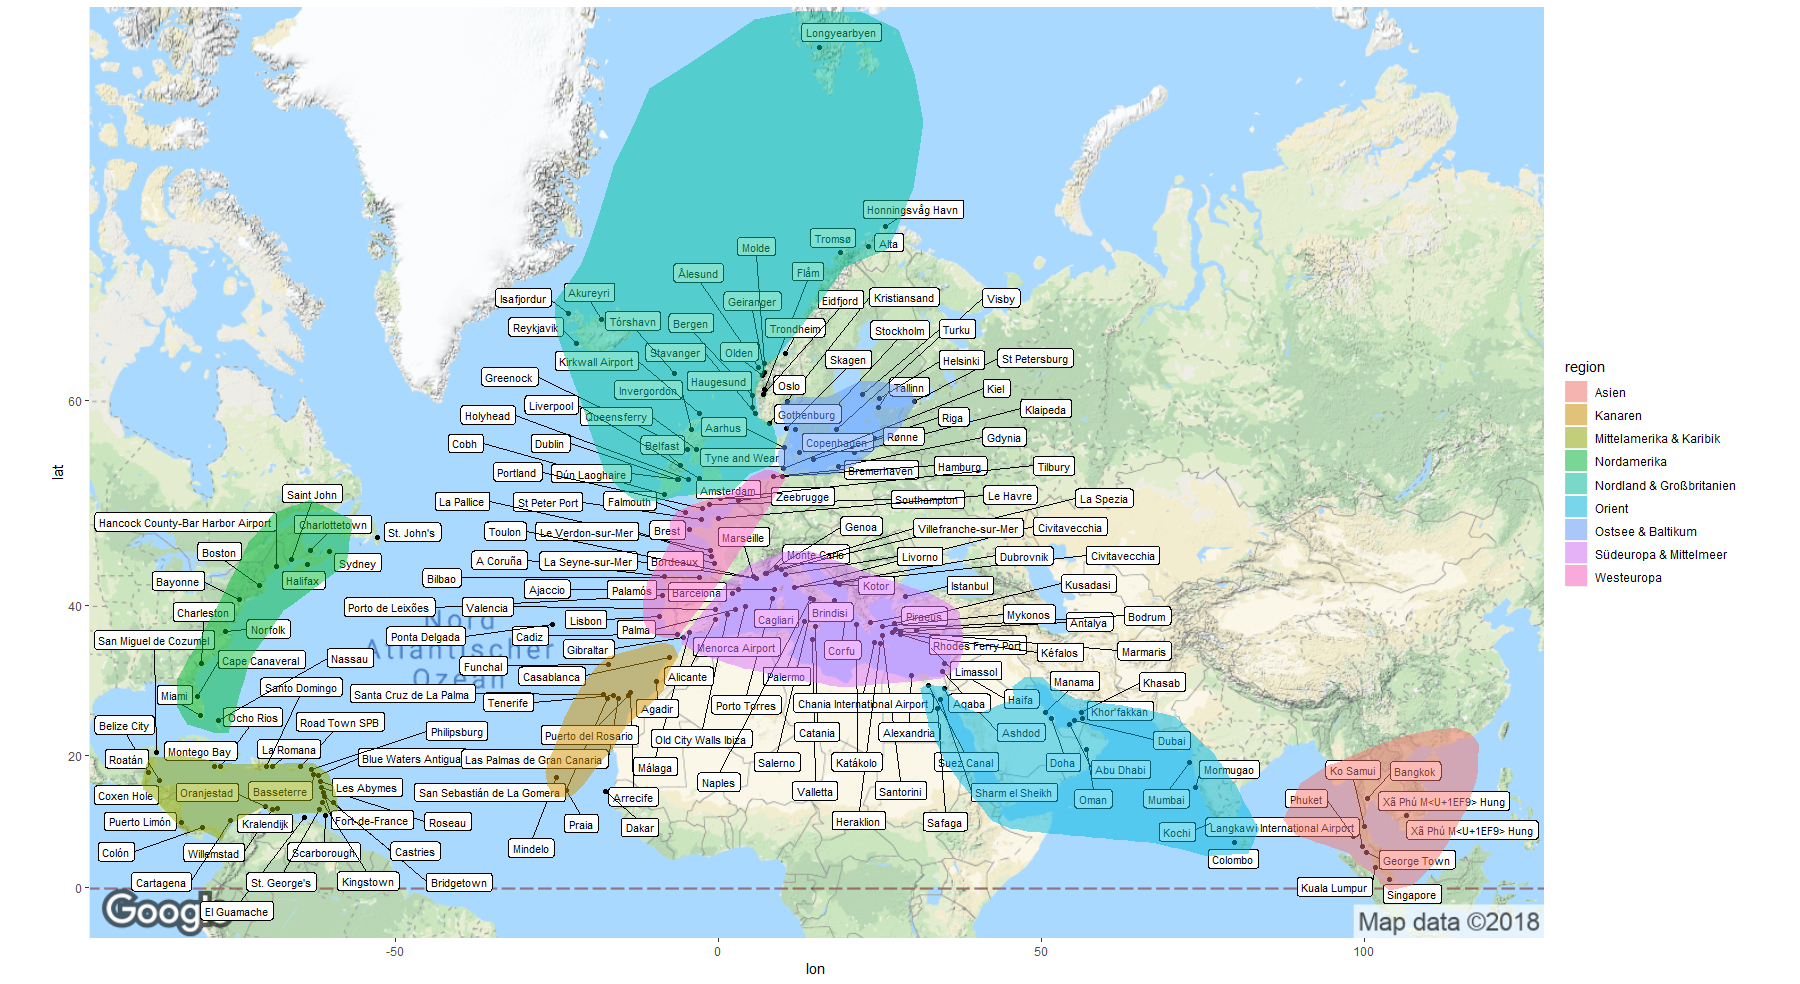 Longyearbyen
Honningsvåg Havn
Tromsø
Alta
Molde
Ålesund
Flåm
Isafjordur
Akureyri
Geiranger
Eidfjord
Kristiansand
Visby
Reykjavik
Tórshavn
Bergen
Trondheim
Stockholm
Turku
Kirkwall Airport
Stavanger
Olden
Skagen
Helsinki
St Petersburg
Greenock
Invergordon
Haugesund
Oslo
Tallinn
Kiel
Holyhead
Liverpool
Queensferry
Gothenburg
Riga
Klaipeda
Cobh
Dublin
Belfast
Aarhus
Copenhagen
Rønne
Gdynia
Tyne and Wear
Portland
Dún Laoghaire
Bremerhaven
Hamburg
Tilbury
La Pallice
St Peter Port
Falmouth
Amsterdam
Zeebrugge
Southampton
Le Havre
La Spezia
Saint John
Hancock County-Bar Harbor Airport
Charlottetown
St. John's
Toulon
Le Verdon-sur-Mer
Brest
Marseille
Genoa
Villefranche-sur-Mer
Civitavecchia
Boston
Sydney
A Coruña
La Seyne-sur-Mer
Bordeaux
Monte Carlo
Livorno
Dubrovnik
Civitavecchia
Bayonne
Halifax
Bilbao
Ajaccio
Palamós
Barcelona
Kotor
Istanbul
Kusadasi
Charleston
Porto de Leixões
Valencia
Lisbon
Cagliari
Brindisi
Piraeus
Mykonos
Antalya
Bodrum
Nord
Atlantischer
Ozean
San Miguel de Cozumel
Norfolk
Ponta Delgada
Cadiz
Palma
Gibraltar
Menorca Airport
Corfu
Rhodes Ferry Port
Kéfalos
Marmaris
Cape Canaveral
Nassau
Funchal
Casablanca
Alicante
Palermo
Limassol
Manama
Khasab
Miami
Santo Domingo
Santa Cruz de La Palma
Tenerife
Agadir
Porto Torres
Chania International Airport
Aqaba
Haifa
Khor'fakkan
Belize City
Ocho Rios
Road Town SPB
Philipsburg
Puerto del Rosario
Old City Walls Ibiza
Catania
Alexandria
Ashdod
Dubai
Roatán
Montego Bay
La Romana
Blue Waters Antigua
Las Palmas de Gran Canaria
Málaga
Salerno
Katákolo
Suez Canal
Doha
Abu Dhabi
Mormugao
Ko Samui
Bangkok
Coxen Hole
Oranjestad
Basseterre
Les Abymes
San Sebastián de La Gomera
Arrecife
Naples
Valletta
Santorini
Sharm el Sheikh
Oman
Mumbai
Phuket
Xã Phú M<U+1EF9> Hung
Puerto Limón
Kralendijk
Fort-de-France
Roseau
Praia
Dakar
Heraklion
Safaga
Kochi
Langkawi International Airport
Xã Phú M<U+1EF9> Hung
Colón
Willemstad
Scarborough
Castries
Mindelo
Colombo
George Town
Cartagena
St. George's
Kingstown
Bridgetown
Kuala Lumpur
Singapore
El Guamache
Google
Map data ©2018
60
40
20
0
lat
-50
0
50
100
lon
region
Asien
Kanaren
Mittelamerika & Karibik
Nordamerika
Nordland & Großbritanien
Orient
Ostsee & Baltikum
Südeuropa & Mittelmeer
Westeuropa